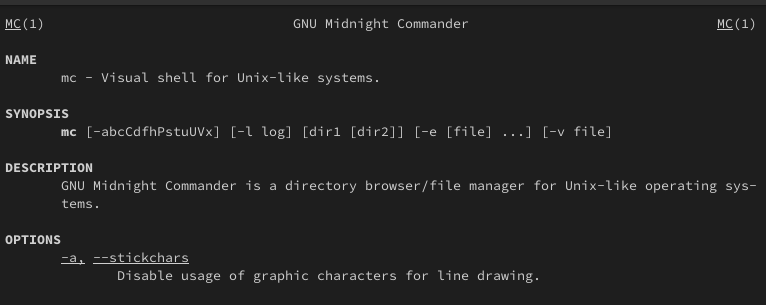 MC(1) GNU Midnight Commander MC(1)
NAME
mc - Visual shell for Unix-like systems.
SYNOPSIS
mc [-abcCdfhPstuUVx] [-l log] [dir1 [dir2]] [-e [file] ...] [-v file]
DESCRIPTION
GNU Midnight Commander is a directory browser/file manager for Unix-like operating sys-
tems.
OPTIONS
-a, --stickchars
Disable usage of graphic characters for line drawing.